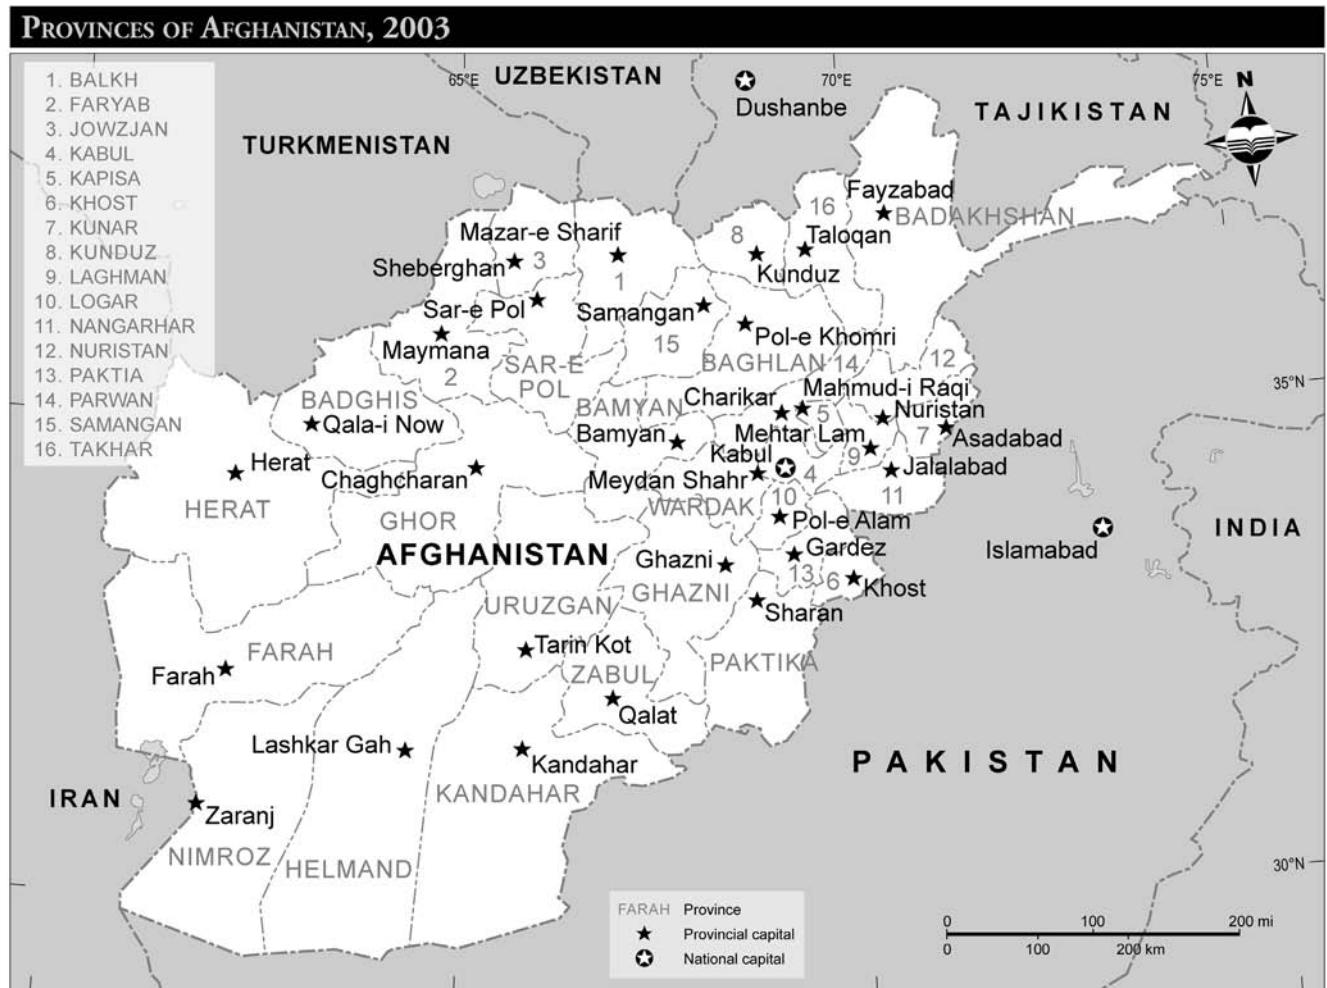 PROVINCES OF AFGHANISTAN, 2003
1. BALKH
2. FARYAB
3. JOWZJAN
4. KABUL
5. KAPISA
6. KHOST
7. KUNAR
8. KUNDUZ
9. LAGHMAN
10. LOGAR
11. NANGARHAR
12. NURISTAN
13. PAKTIA
14. PARWAN
15. SAMANGAN
16. TAKHAR
65°E
UZBEKISTAN
70°E
75°E
N
Dushanbe
TAJIKISTAN
TURKMENISTAN
Fayzabad
16
BADAKHSHAN
Mazar-e Sharif
8
Taloqan
Sheberghan
3
1
Kunduz
Sar-e Pol
Samangan
Pol-e Khomri
Maymana
15
SAR-E
POL
BAGHLAN
14
12
2
35°N
BADGHIS
BAMYAN
Charikar
Mahmud-i Raqi
5
Nuristan
Qala-i Now
Bamyan
Mehtar Lam
7
Asadabad
Kabul
9
Herat
Chaghcharan
Meydan Shahr
4
Jalalabad
11
HERAT
GHOR
WARDAK
10
Pol-e Alam
INDIA
Islamabad
AFGHANISTAN
Ghazni
Gardez
13
6
Khost
GHAZNI
URUZGAN
Sharan
FARAH
Tarin Kot
Farah
ZABUL
PAKTIKA
Qalat
Lashkar Gah
Kandahar
PAKISTAN
IRAN
KANDAHAR
Zaranj
NIMROZ
HELMAND
30°N
FARAH Province
Provincial capital
National capital
0 100 200 mi
0 100 200 km